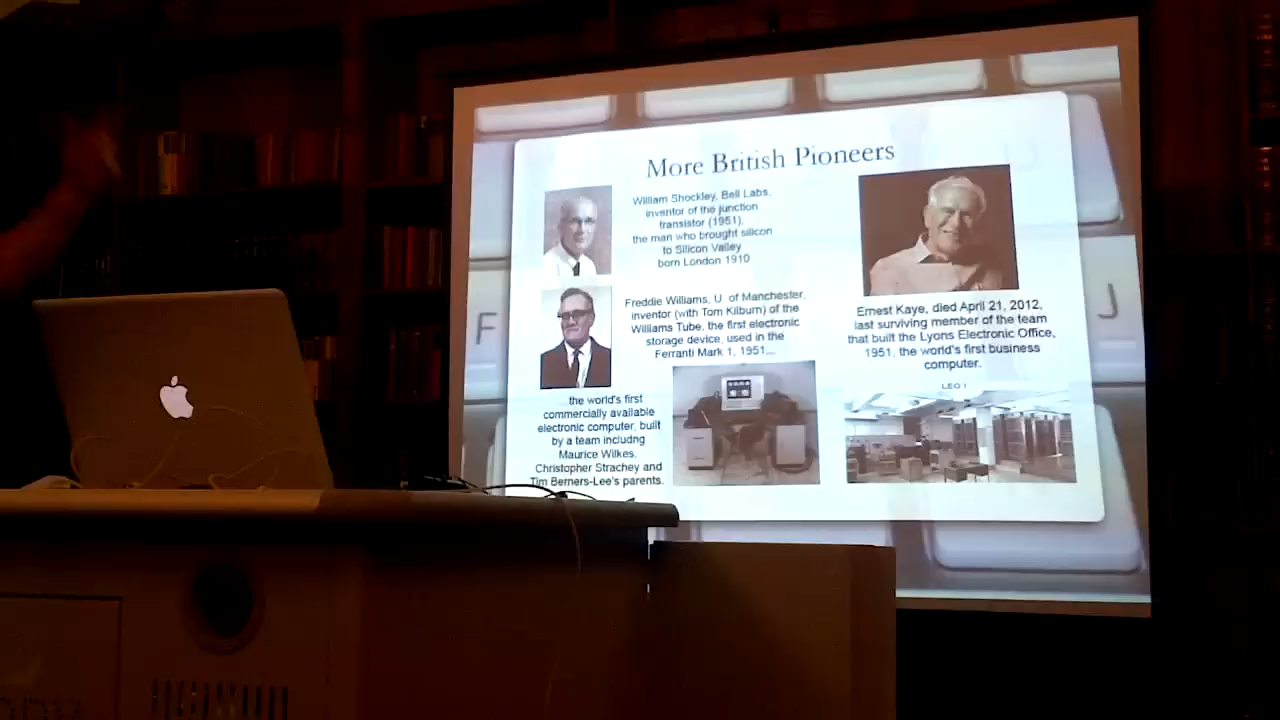 More British Pioneers
William Shockley, Bell Labs,
inventor of the junction
transistor (1951),
the man who brought silicon
to Silicon Valley
born London 1910
Freddie Williams, U. of Manchester,
inventor (with Tom Kilburn) of the
Williams Tube, the first electronic
storage device, used in the
Ferranti Mark 1, 1951....
....the world's first
commercially available
electronic computer, built
by a team includng
Maurice Wilkes,
Christopher Strachey and
Tim Berners-Lee's parents.
Ernest Kaye, died April 21, 2012,
last surviving member of the team
that built the Lyons Electronic Office,
1951, the world's first business
computer.
LEO I
F
J